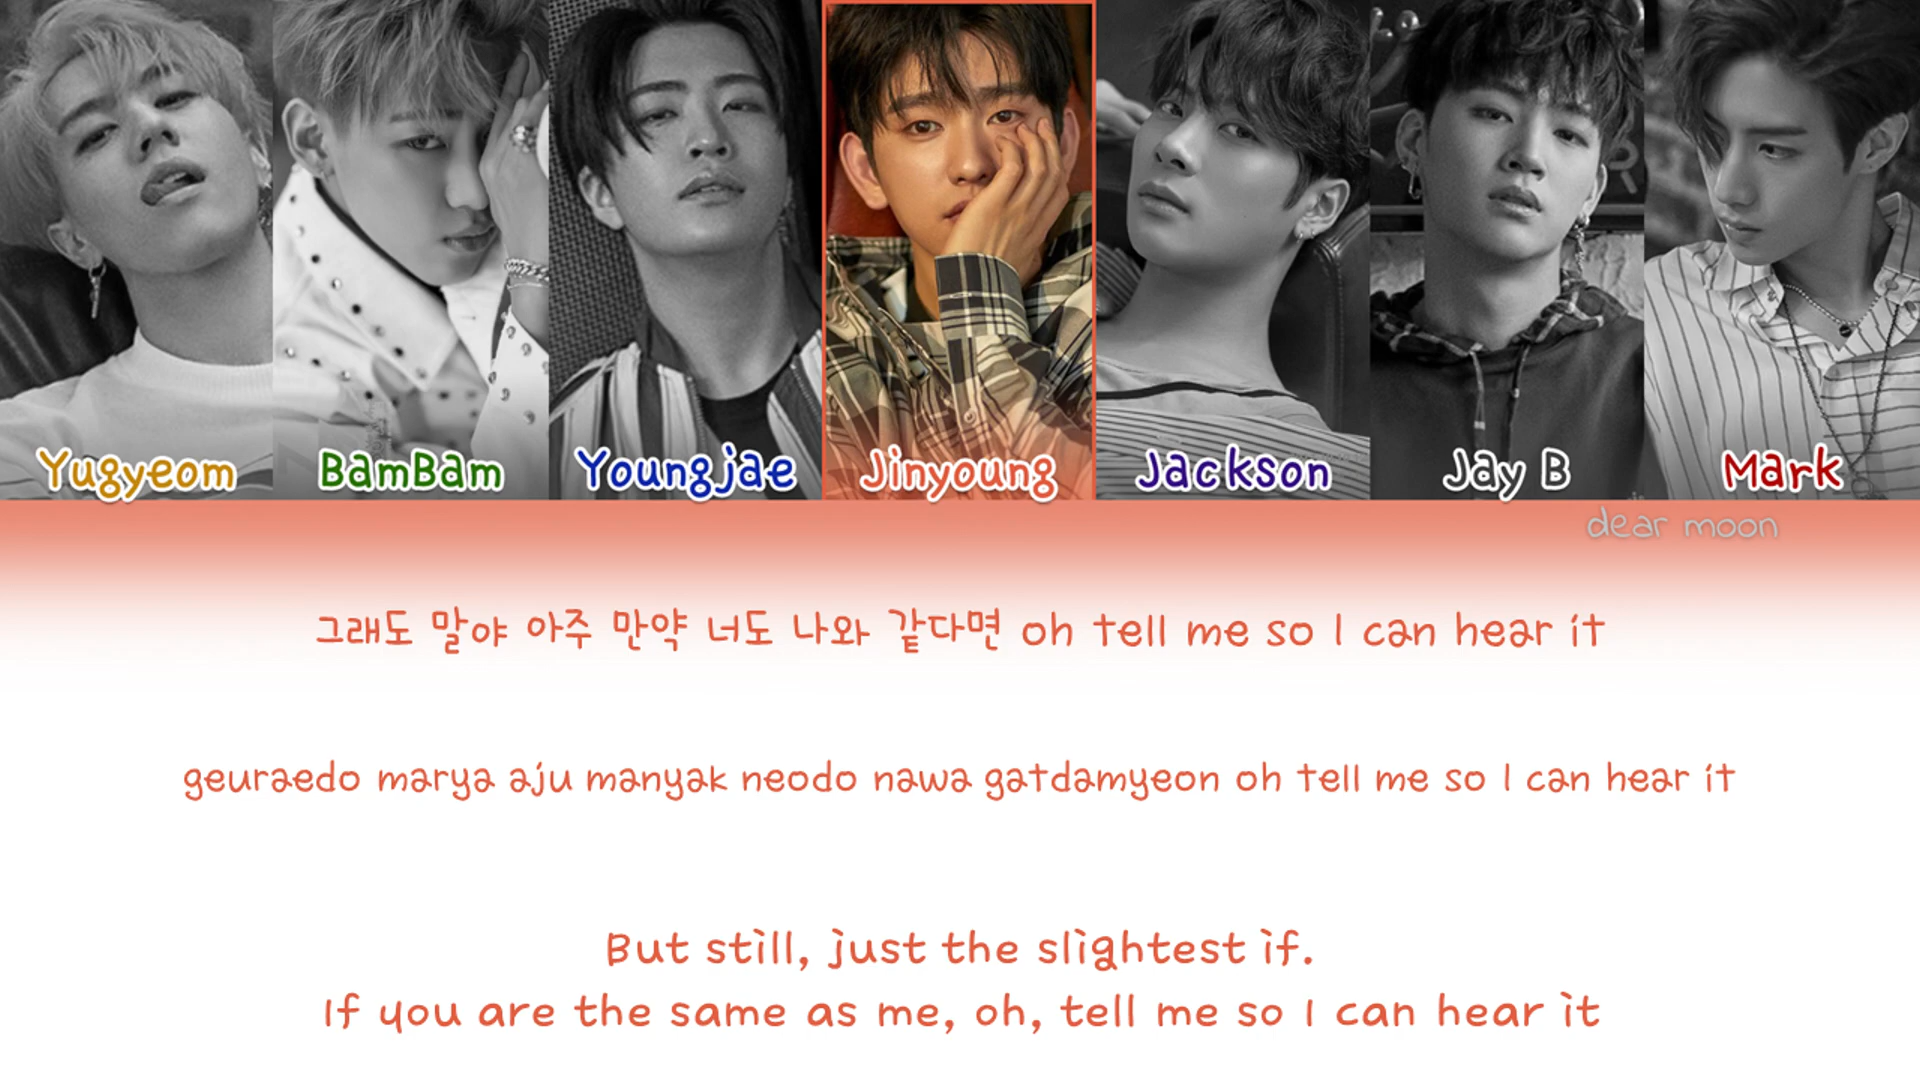 Yugyeom
BamBam
Youngjae
Jinyoung
Jackson
Jay B
Mark
dear moon
그래도 말야 아주 만약 너도 나와 같다면 oh tell me so I can hear it
geuraedo marya aju manyak neodo nawa gatdamyeon oh tell me so I can hear it
But still, just the slightest if.
If you are the same as me, oh, tell me so I can hear it